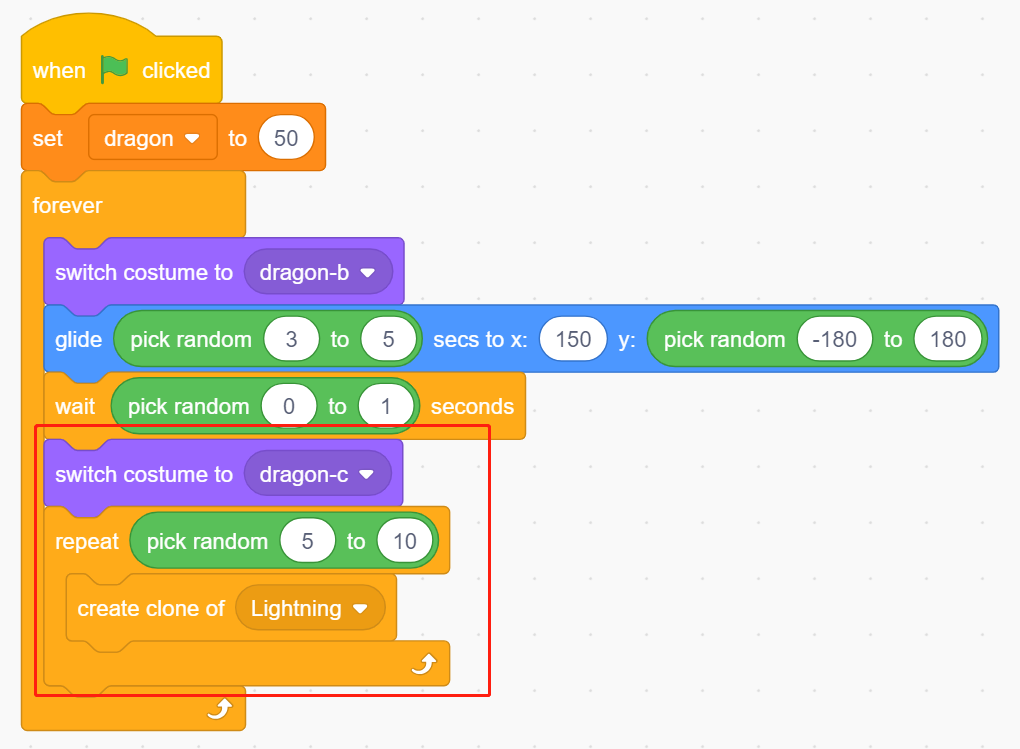 when clicked
set dragon to 50
forever
switch costume to dragon-b
glide pick random 3 to 5 secs to x: 150 y: pick random -180 to 180
wait pick random 0 to 1 seconds
switch costume to dragon-c
repeat pick random 5 to 10
create clone of Lightning